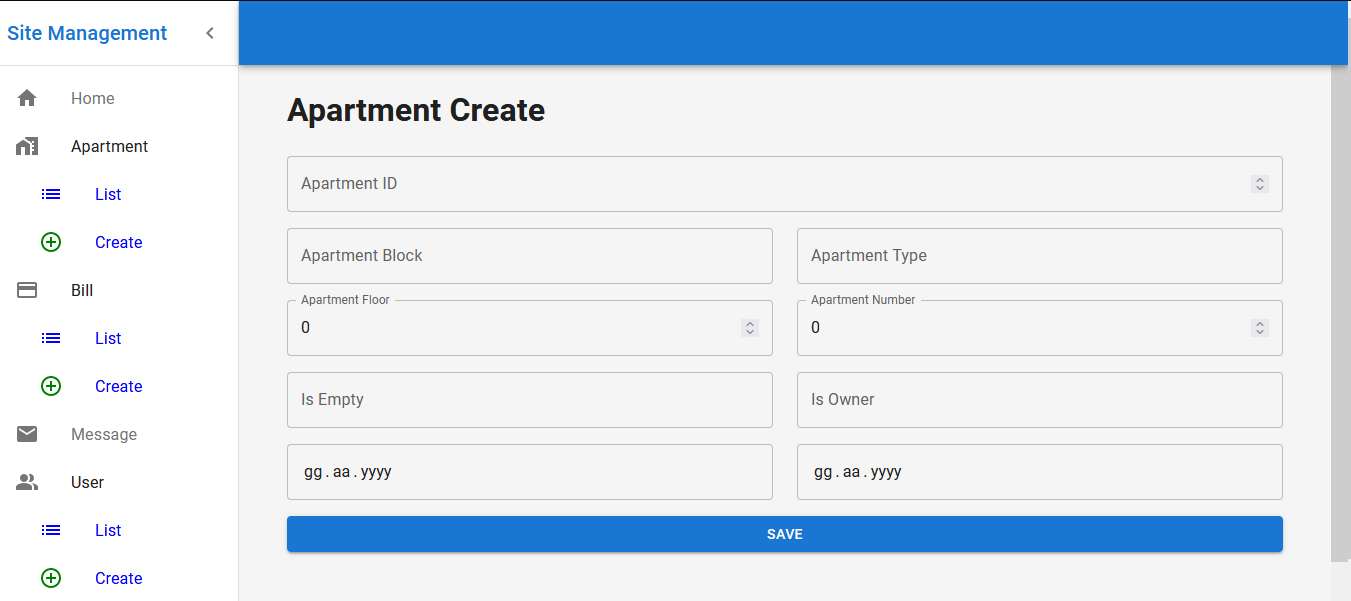 Site Management
Home
Apartment
List
Create
Bill
List
Create
Message
User
List
Create
Apartment Create
Apartment ID
Apartment Block
Apartment Type
Apartment Floor
0
Apartment Number
0
Is Empty
Is Owner
gg.aa.yyyy
gg.aa.yyyy
SAVE